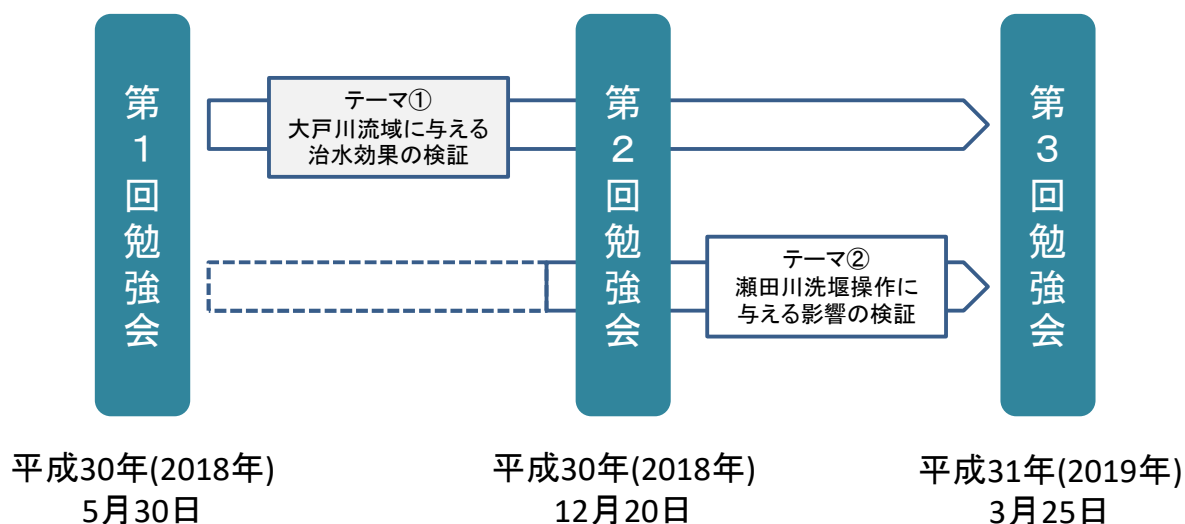 第１回勉強会
テーマ①
大戸川流域に与える
治水効果の検証
第２回勉強会
テーマ②
瀬田川洗堰操作に
与える影響の検証
第３回勉強会
平成30年(2018年)
5月30日
平成30年(2018年)
12月20日
平成31年(2019年)
3月25日